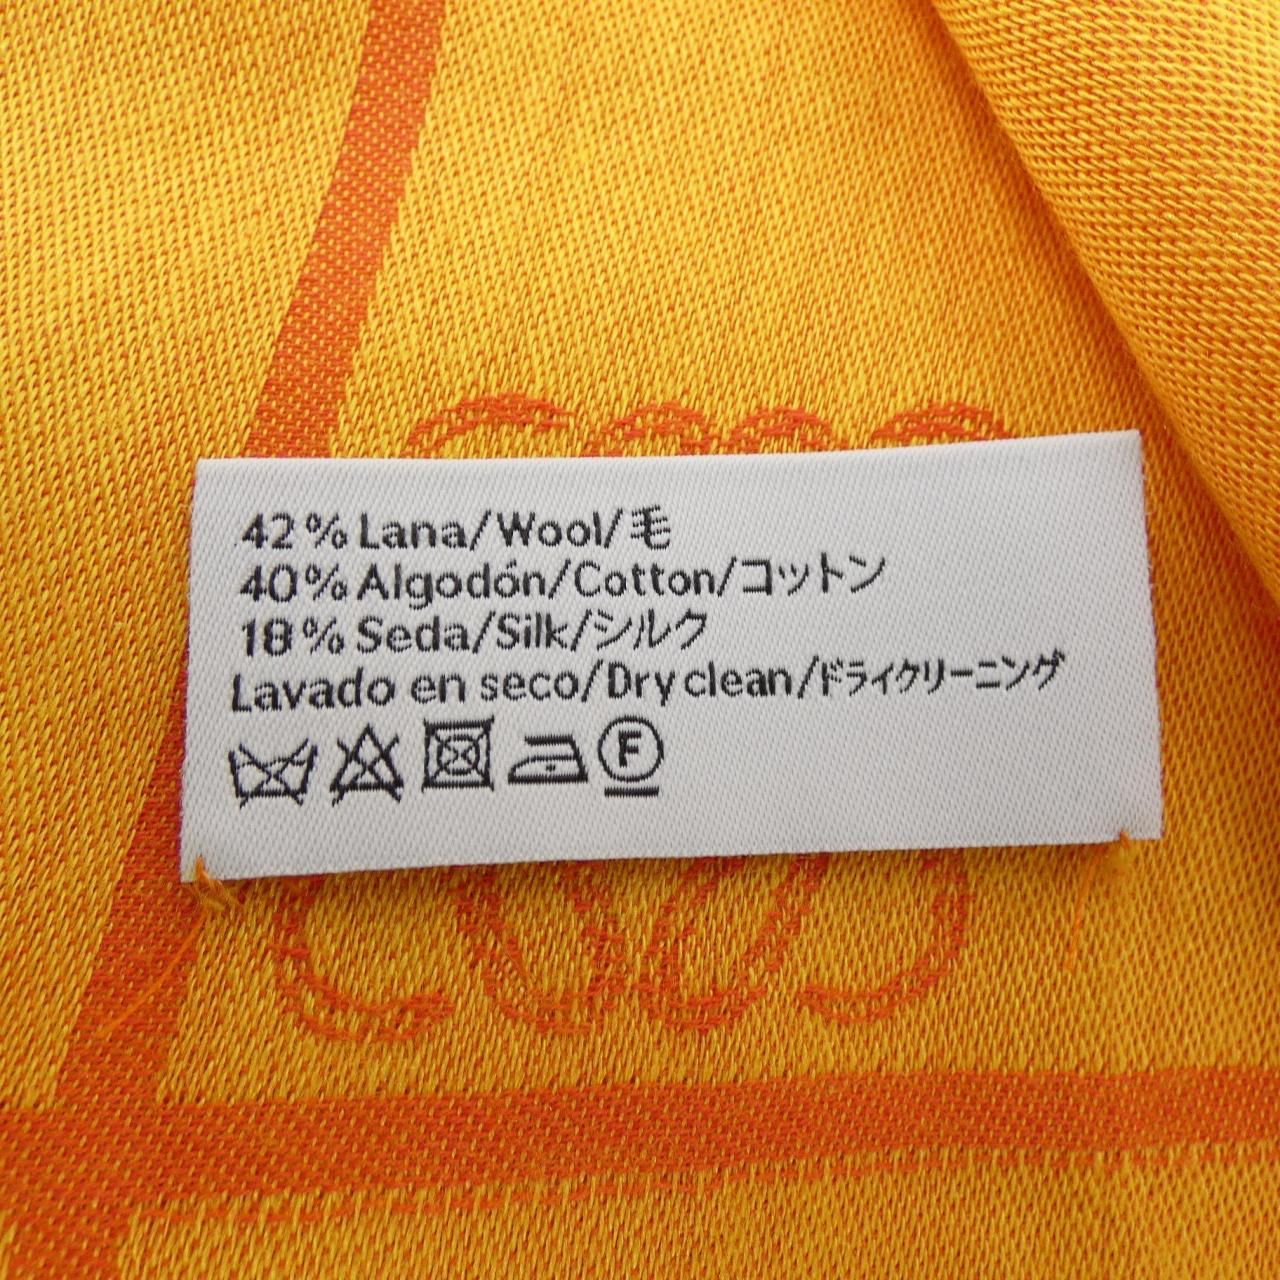 42% Lana/Wool/毛
40% Algodón/Cotton/コットン
18% Seda/Silk/シルク
Lavado en seco/Dry clean/ドライクリーニング
F